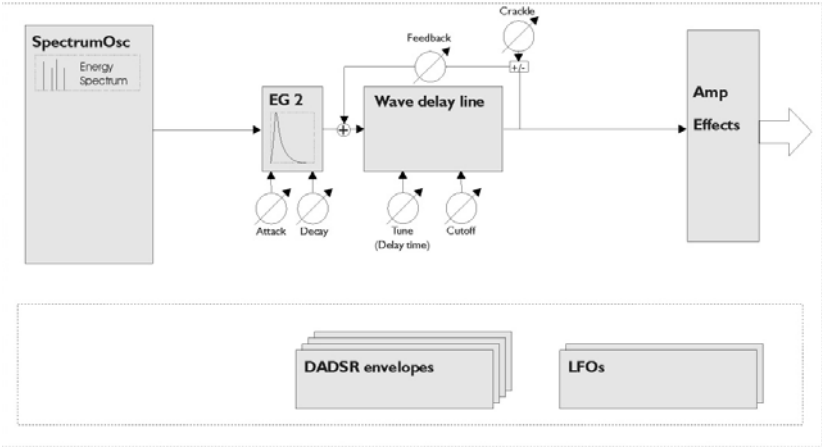 Crackle
SpectrumOsc
Feedback
+/-
Energy
Spectrum
EG 2
Wave delay line
Amp
Effects
+
Attack
Decay
Tune
(Delay time)
Cutoff
DADSR envelopes
LFOs